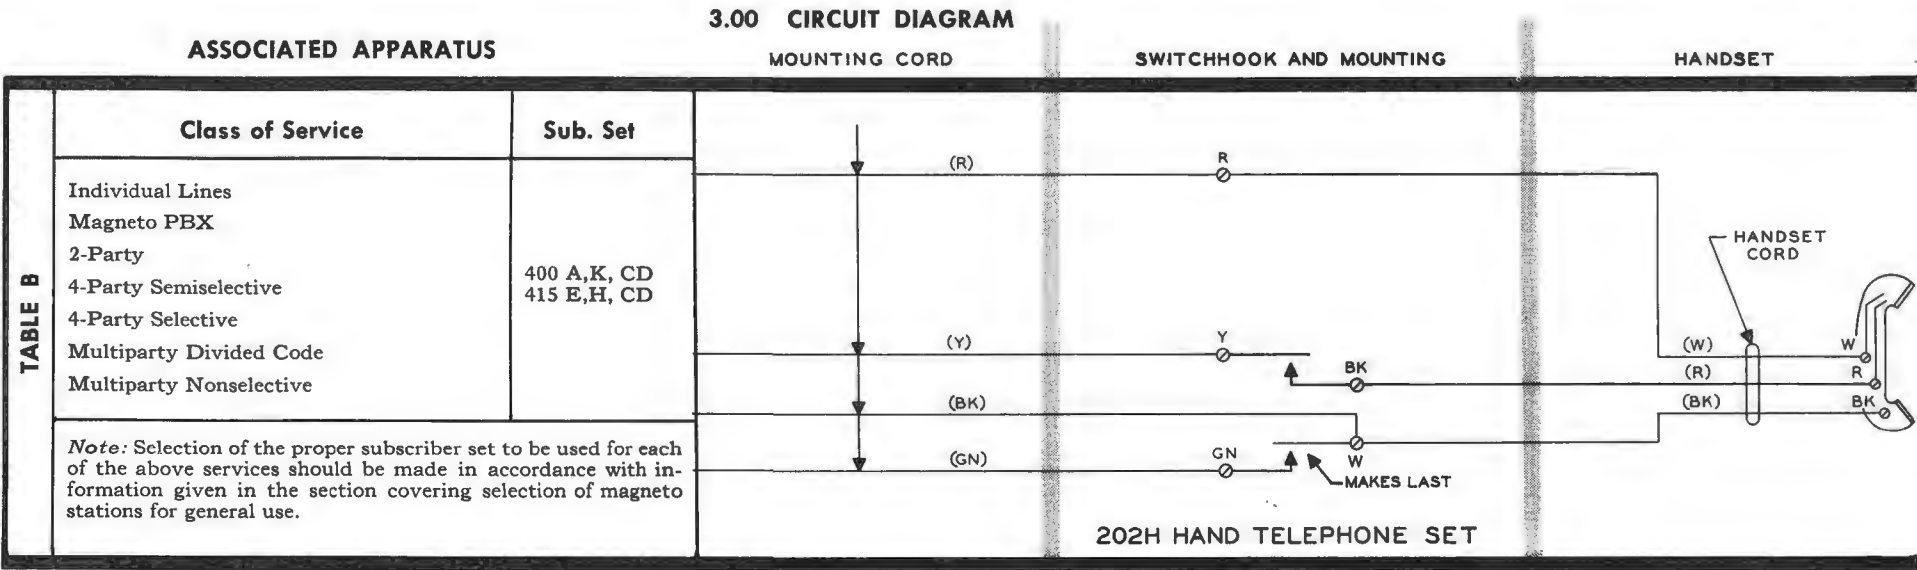 3.00 CIRCUIT DIAGRAM
ASSOCIATED APPARATUS
MOUNTING CORD
SWITCHHOOK AND MOUNTING
HANDSET
TABLE B
Class of Service
Sub. Set
Individual Lines
Magneto PBX
2-Party
4-Party Semiselective
4-Party Selective
Multiparty Divided Code
Multiparty Nonselective
400 A,K, CD
415 E,H, CD
Note: Selection of the proper subscriber set to be used for each
of the above services should be made in accordance with in-
formation given in the section covering selection of magneto
stations for general use.
(R)
R
HANDSET
CORD
(Y)
Y
(W)
W
BK
(R)
R
(BK)
(BK)
BK
(GN)
GN
W
MAKES LAST
202H HAND TELEPHONE SET